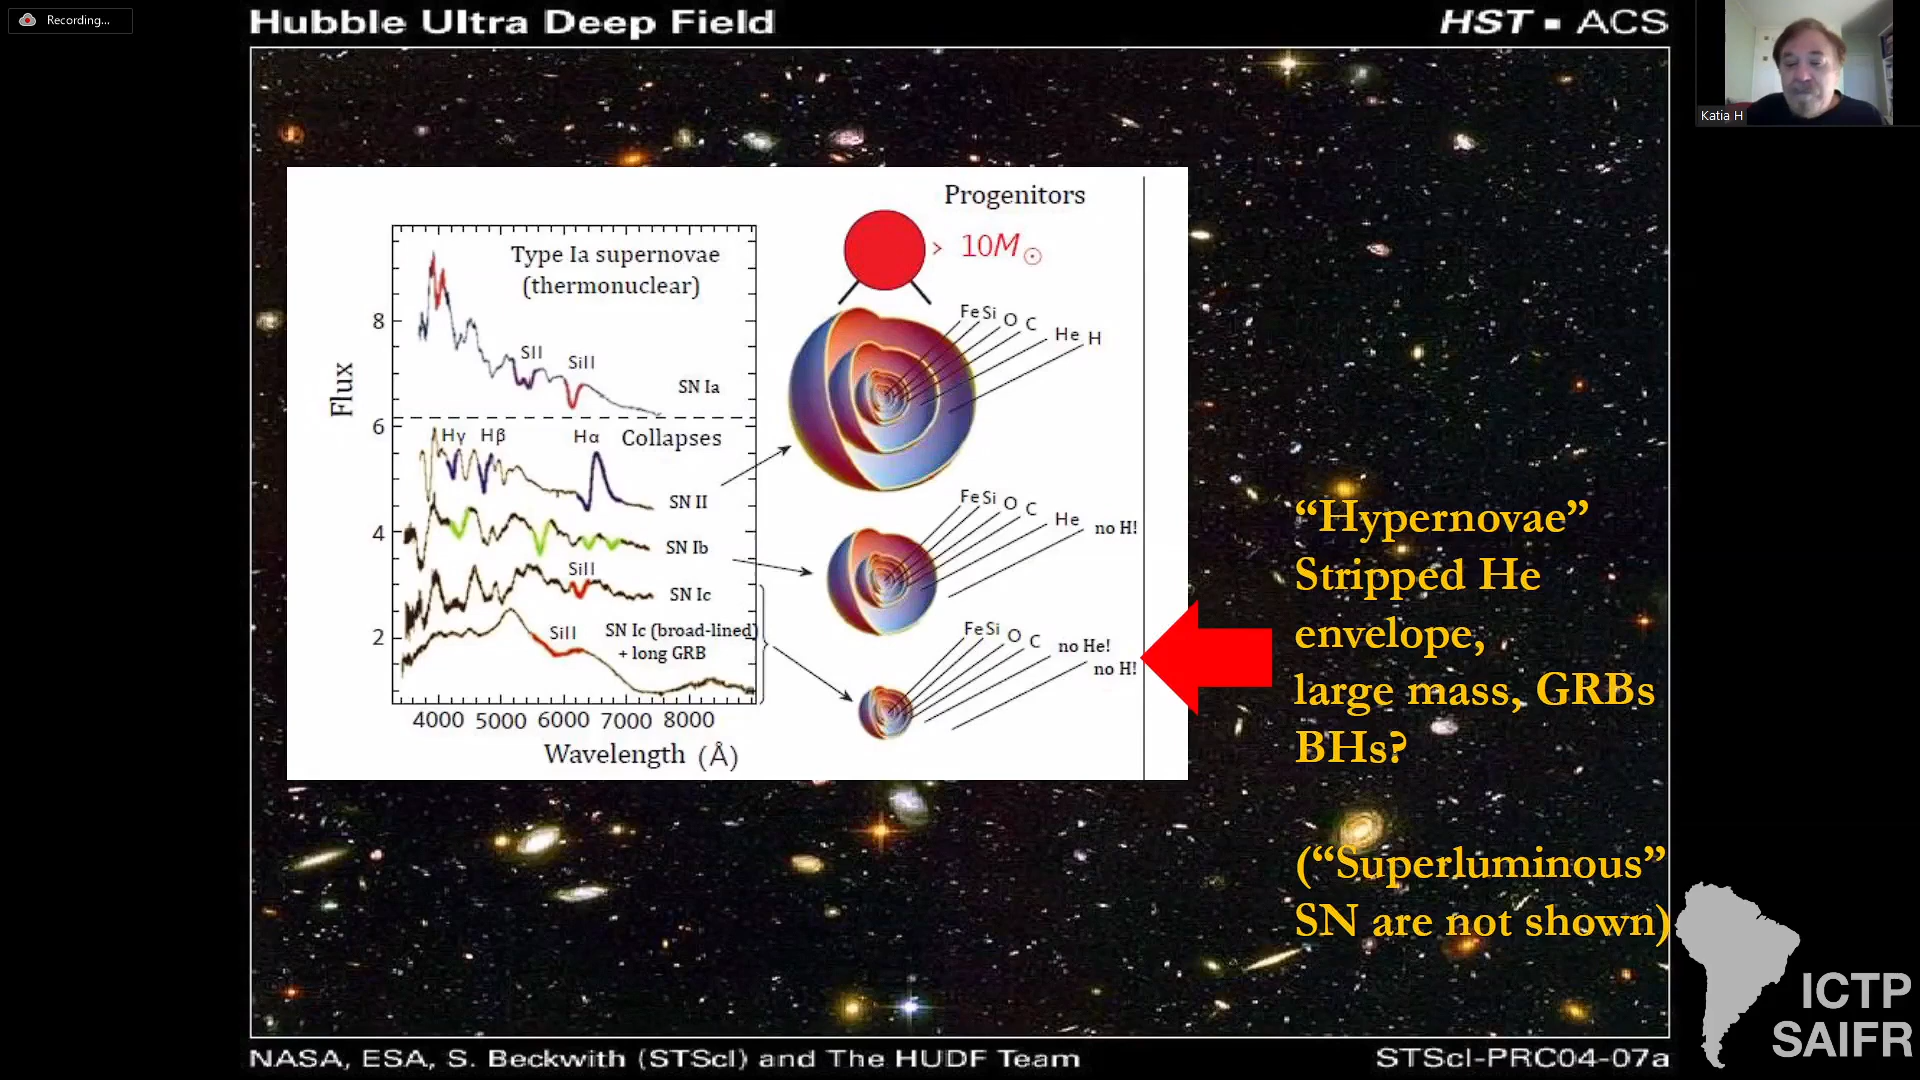 Recording...
Hubble Ultra Deep Field
HST ▪ ACS
Katia H
Progenitors
> 10M☉
Type Ia supernovae
(thermonuclear)
Fe Si O C He H
8
SII
SiII
SN Ia
Flux
6
Hγ Hβ Hα Collapses
SN II
Fe Si O C He no H!
4
SN Ib
SiII
SN Ic
2
SiII
SN Ic (broad-lined)
+ long GRB
Fe Si O C no He!
no H!
4000 5000 6000 7000 8000
Wavelength (Å)
“Hypernovae”
Stripped He
envelope,
large mass, GRBs
BHs?
(“Superluminous”
SN are not shown)
ICTP
SAIFR
NASA, ESA, S. Beckwith (STScI) and The HUDF Team
STScI-PRC04-07a